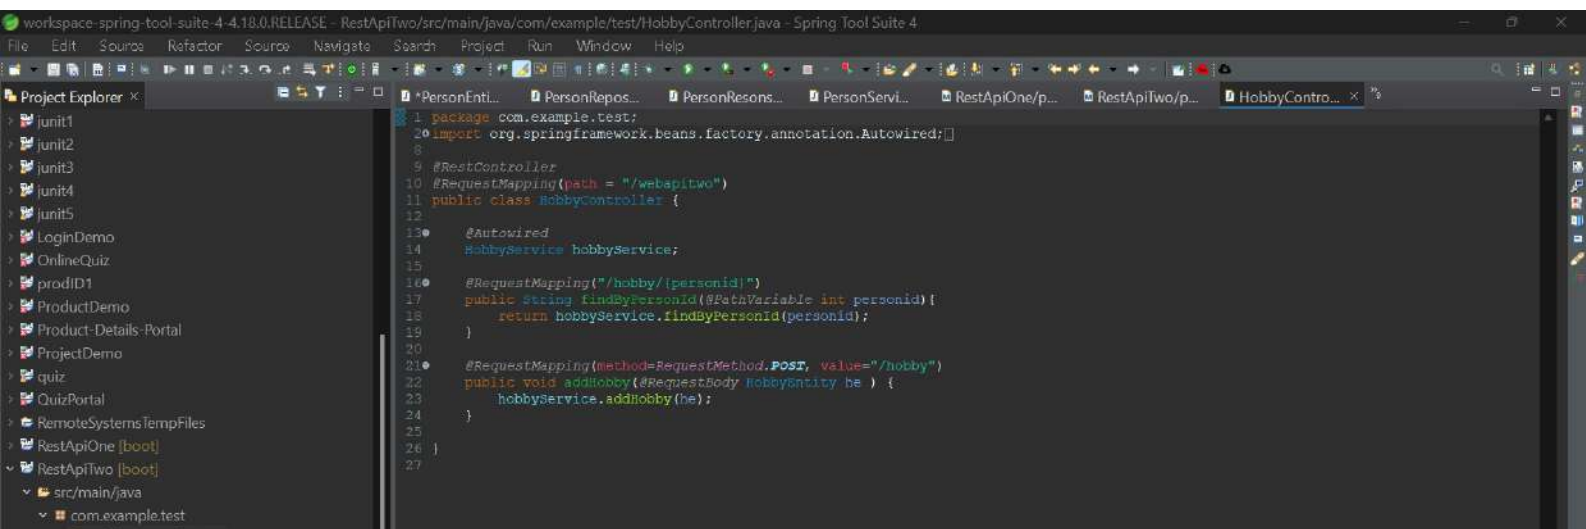 workspace-spring-tool-suite-4-4.18.0.RELEASE - RestApiTwo/src/main/java/com/example/test/HobbyController.java - Spring Tool Suite 4
File Edit Source Refactor Source Navigate Search Project Run Window Help
Project Explorer
*PersonEnti... PersonRepos... PersonResons... PersonServi... RestApiOne/p... RestApiTwo/p... HobbyContro...
junit1
junit2
junit3
junit4
junit5
LoginDemo
OnlineQuiz
prodID1
ProductDemo
Product-Details-Portal
ProjectDemo
quiz
QuizPortal
RemoteSystemsTempFiles
RestApiOne [boot]
RestApiTwo [boot]
src/main/java
com.example.test
1 package com.example.test;
2 import org.springframework.beans.factory.annotation.Autowired;
8
9 @RestController
10 @RequestMapping(path = "/webapitwo")
11 public class HobbyController {
12
13 @Autowired
14 HobbyService hobbyService;
15
16 @RequestMapping("/hobby/{personid}")
17 public String findByPersonId(@PathVariable int personid){
18 return hobbyService.findByPersonId(personid);
19 }
20
21 @RequestMapping(method=RequestMethod.POST, value="/hobby")
22 public void addHobby(@RequestBody HobbyEntity he ) {
23 hobbyService.addHobby(he);
24 }
25
26 }
27